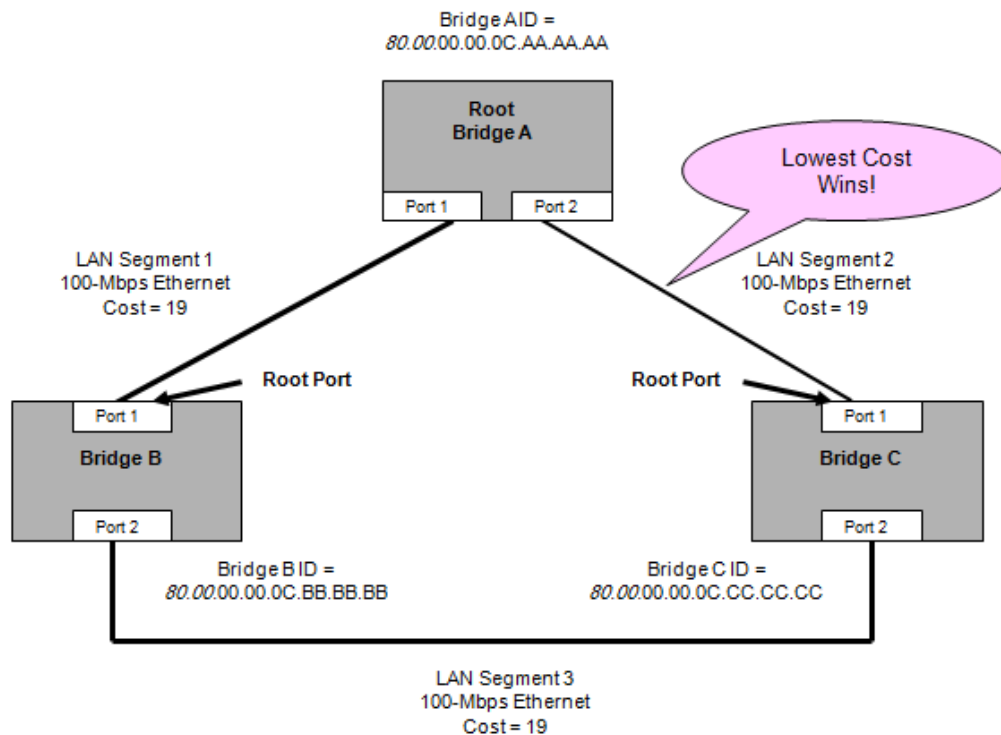 Bridge A ID =
80.00.00.00.0C.AA.AA.AA
Root
Bridge A
Port 1
Port 2
Lowest Cost
Wins!
LAN Segment 1
100-Mbps Ethernet
Cost = 19
LAN Segment 2
100-Mbps Ethernet
Cost = 19
Root Port
Root Port
Port 1
Bridge B
Port 2
Port 1
Bridge C
Port 2
Bridge B ID =
80.00.00.00.0C.BB.BB.BB
Bridge C ID =
80.00.00.00.0C.CC.CC.CC
LAN Segment 3
100-Mbps Ethernet
Cost = 19